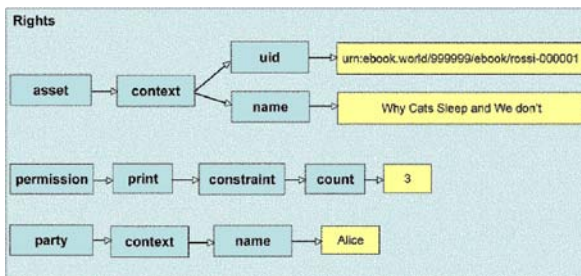 Rights
uid
urn:ebook.world/999999/ebook/rossi-000001
asset
context
name
Why Cats Sleep and We don't
permission
print
constraint
count
3
party
context
name
Alice